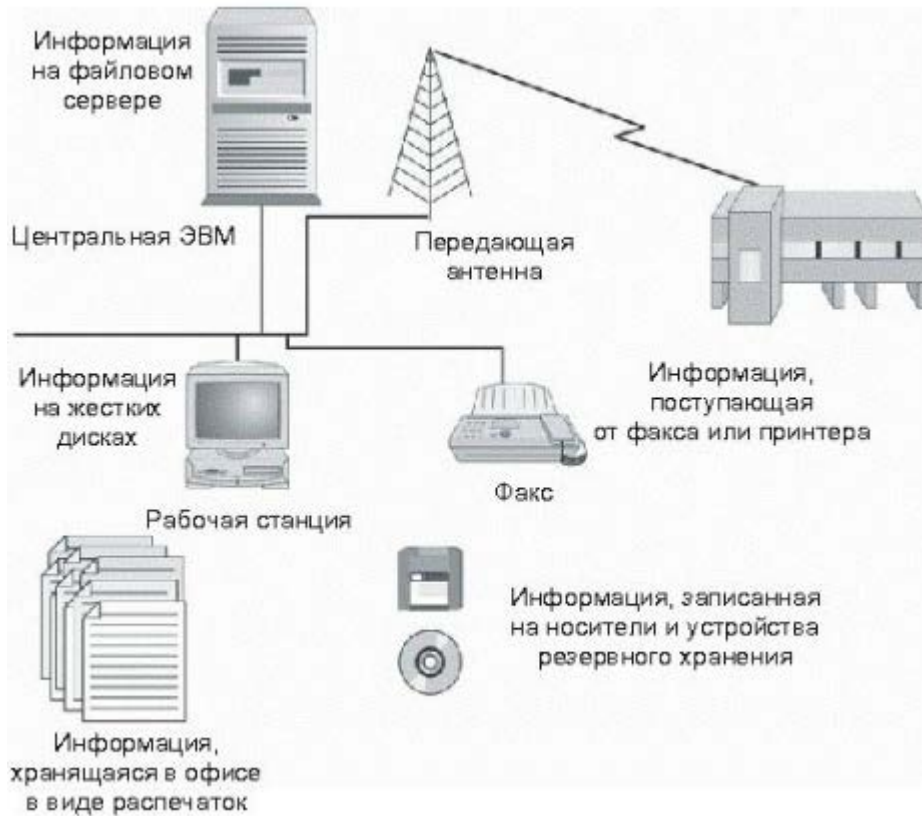 Информация
на файловом
сервере
Центральная ЭВМ
Передающая
антенна
Информация
на жестких
дисках
Информация,
поступающая
от факса или принтера
Факс
Рабочая станция
Информация, записанная
на носители и устройства
резервного хранения
Информация,
хранящаяся в офисе
в виде распечаток